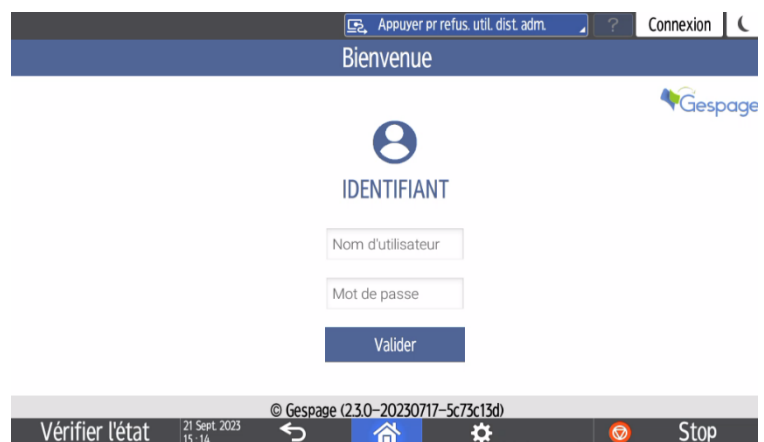 Appuyer pr refus. util. dist. adm. ? Connexion
Bienvenue
Gespage
IDENTIFIANT
Nom d'utilisateur
Mot de passe
Valider
© Gespage (2.3.0-20230717-5c73c13d)
Vérifier l'état 21 Sept. 2023 Stop
15 : 14